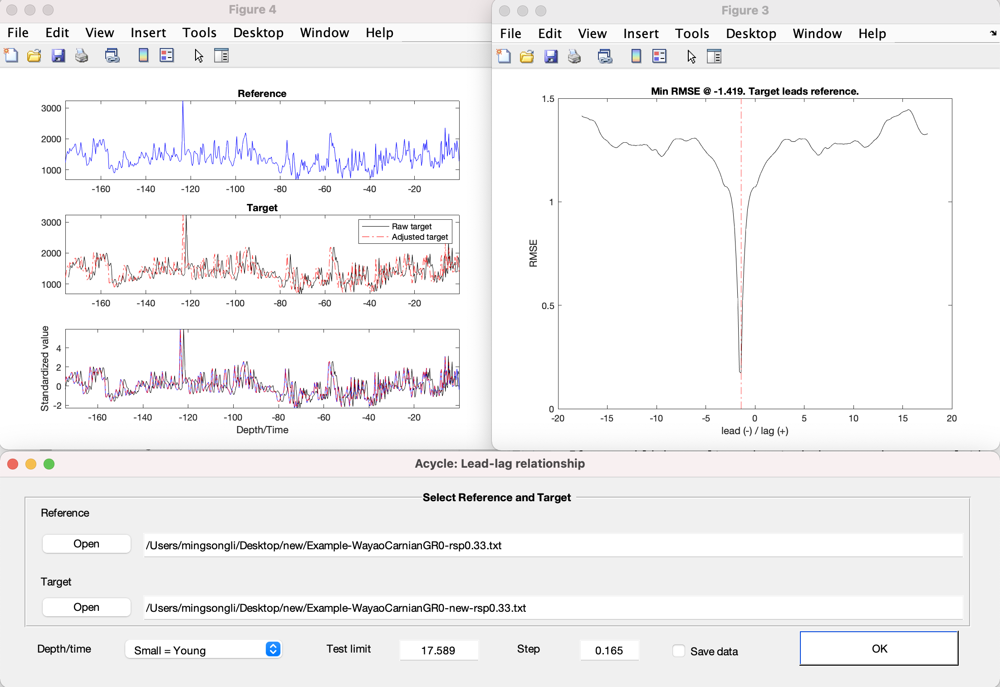 Figure 4
File Edit View Insert Tools Desktop Window Help
Reference
3000
2000
1000
-160 -140 -120 -100 -80 -60 -40 -20
Target
3000
2000
1000
Raw target
Adjusted target
-160 -140 -120 -100 -80 -60 -40 -20
Standardized value
4
2
0
-2
-160 -140 -120 -100 -80 -60 -40 -20
Depth/Time
Figure 3
File Edit View Insert Tools Desktop Window Help
Min RMSE @ -1.419. Target leads reference.
RMSE
1.5
1
0.5
0
-20 -15 -10 -5 0 5 10 15 20
lead (-) / lag (+)
Acycle: Lead-lag relationship
Select Reference and Target
Reference
Open /Users/mingsongli/Desktop/new/Example-WayaoCarnianGR0-rsp0.33.txt
Target
Open /Users/mingsongli/Desktop/new/Example-WayaoCarnianGR0-new-rsp0.33.txt
Depth/time Small = Young Test limit 17.589 Step 0.165 Save data OK